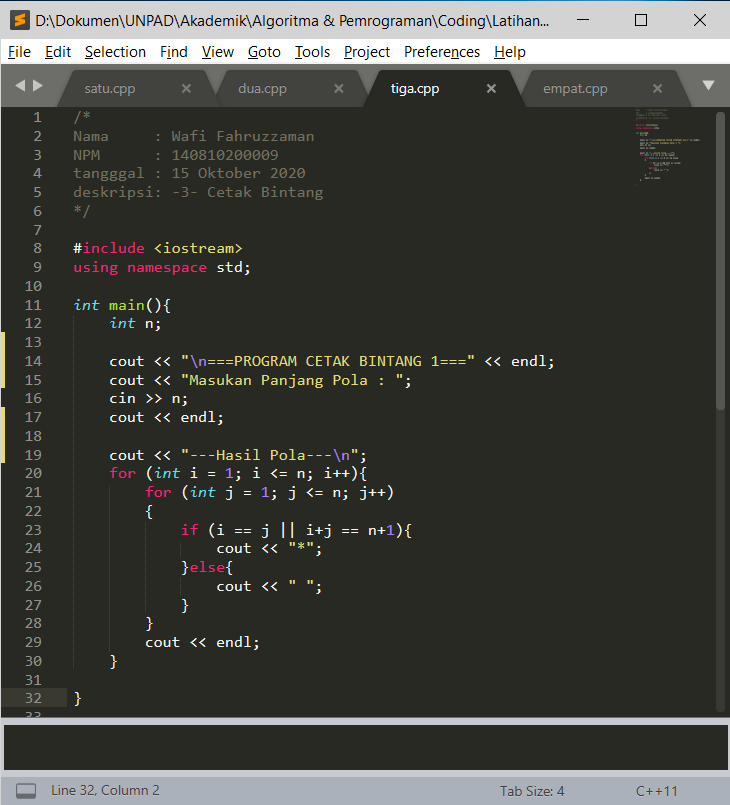 D:\Dokumen\UNPAD\Akademik\Algoritma & Pemrograman\Coding\Latihan...
File Edit Selection Find View Goto Tools Project Preferences Help
satu.cpp dua.cpp tiga.cpp empat.cpp
1 /*
2 Nama     : Wafi Fahruzzaman
3 NPM      : 140810200009
4 tangggal : 15 Oktober 2020
5 deskripsi: -3- Cetak Bintang
6 */
7
8 #include <iostream>
9 using namespace std;
10
11 int main(){
12     int n;
13
14     cout << "\n===PROGRAM CETAK BINTANG 1===" << endl;
15     cout << "Masukan Panjang Pola : ";
16     cin >> n;
17     cout << endl;
18
19     cout << "---Hasil Pola---\n";
20     for (int i = 1; i <= n; i++){
21         for (int j = 1; j <= n; j++)
22         {
23             if (i == j || i+j == n+1){
24                 cout << "*";
25             }else{
26                 cout << " ";
27             }
28         }
29         cout << endl;
30     }
31
32 }
33
Line 32, Column 2 Tab Size: 4 C++11